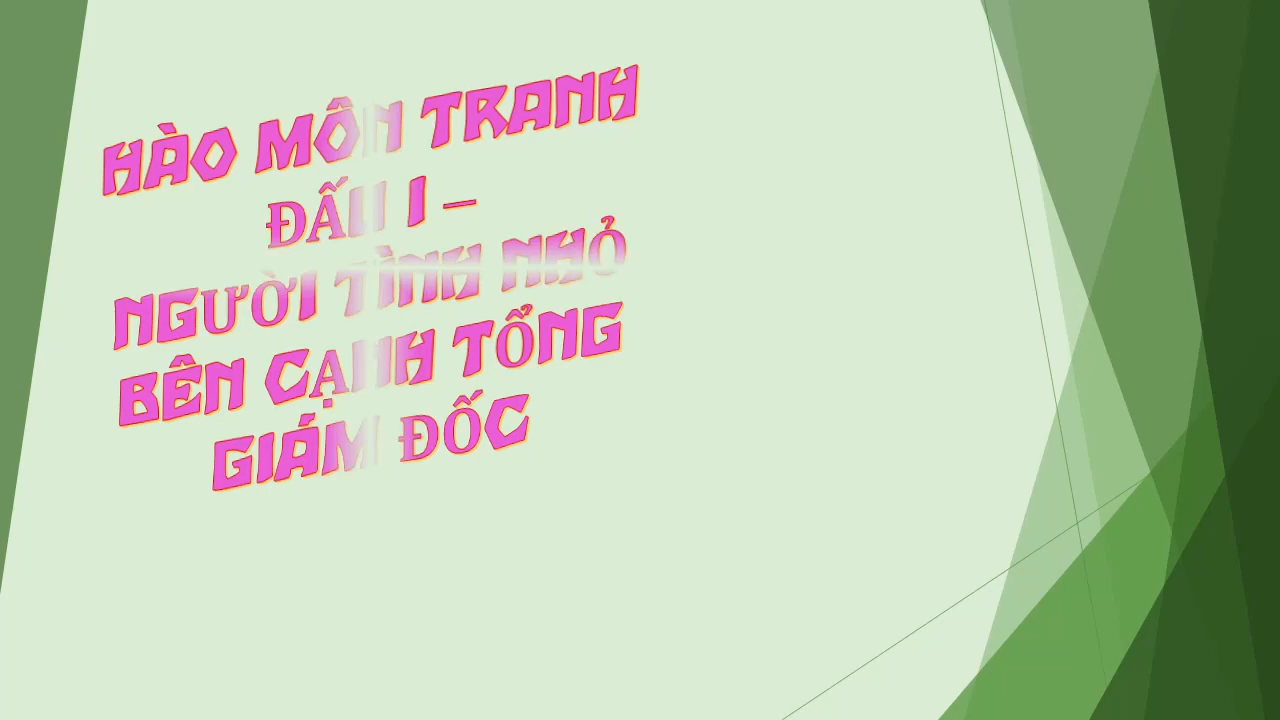 HÀO MÔN TRANH
ĐẤU I –
NGƯỜI TÌNH NHỎ
BÊN CẠNH TỔNG
GIÁM ĐỐC